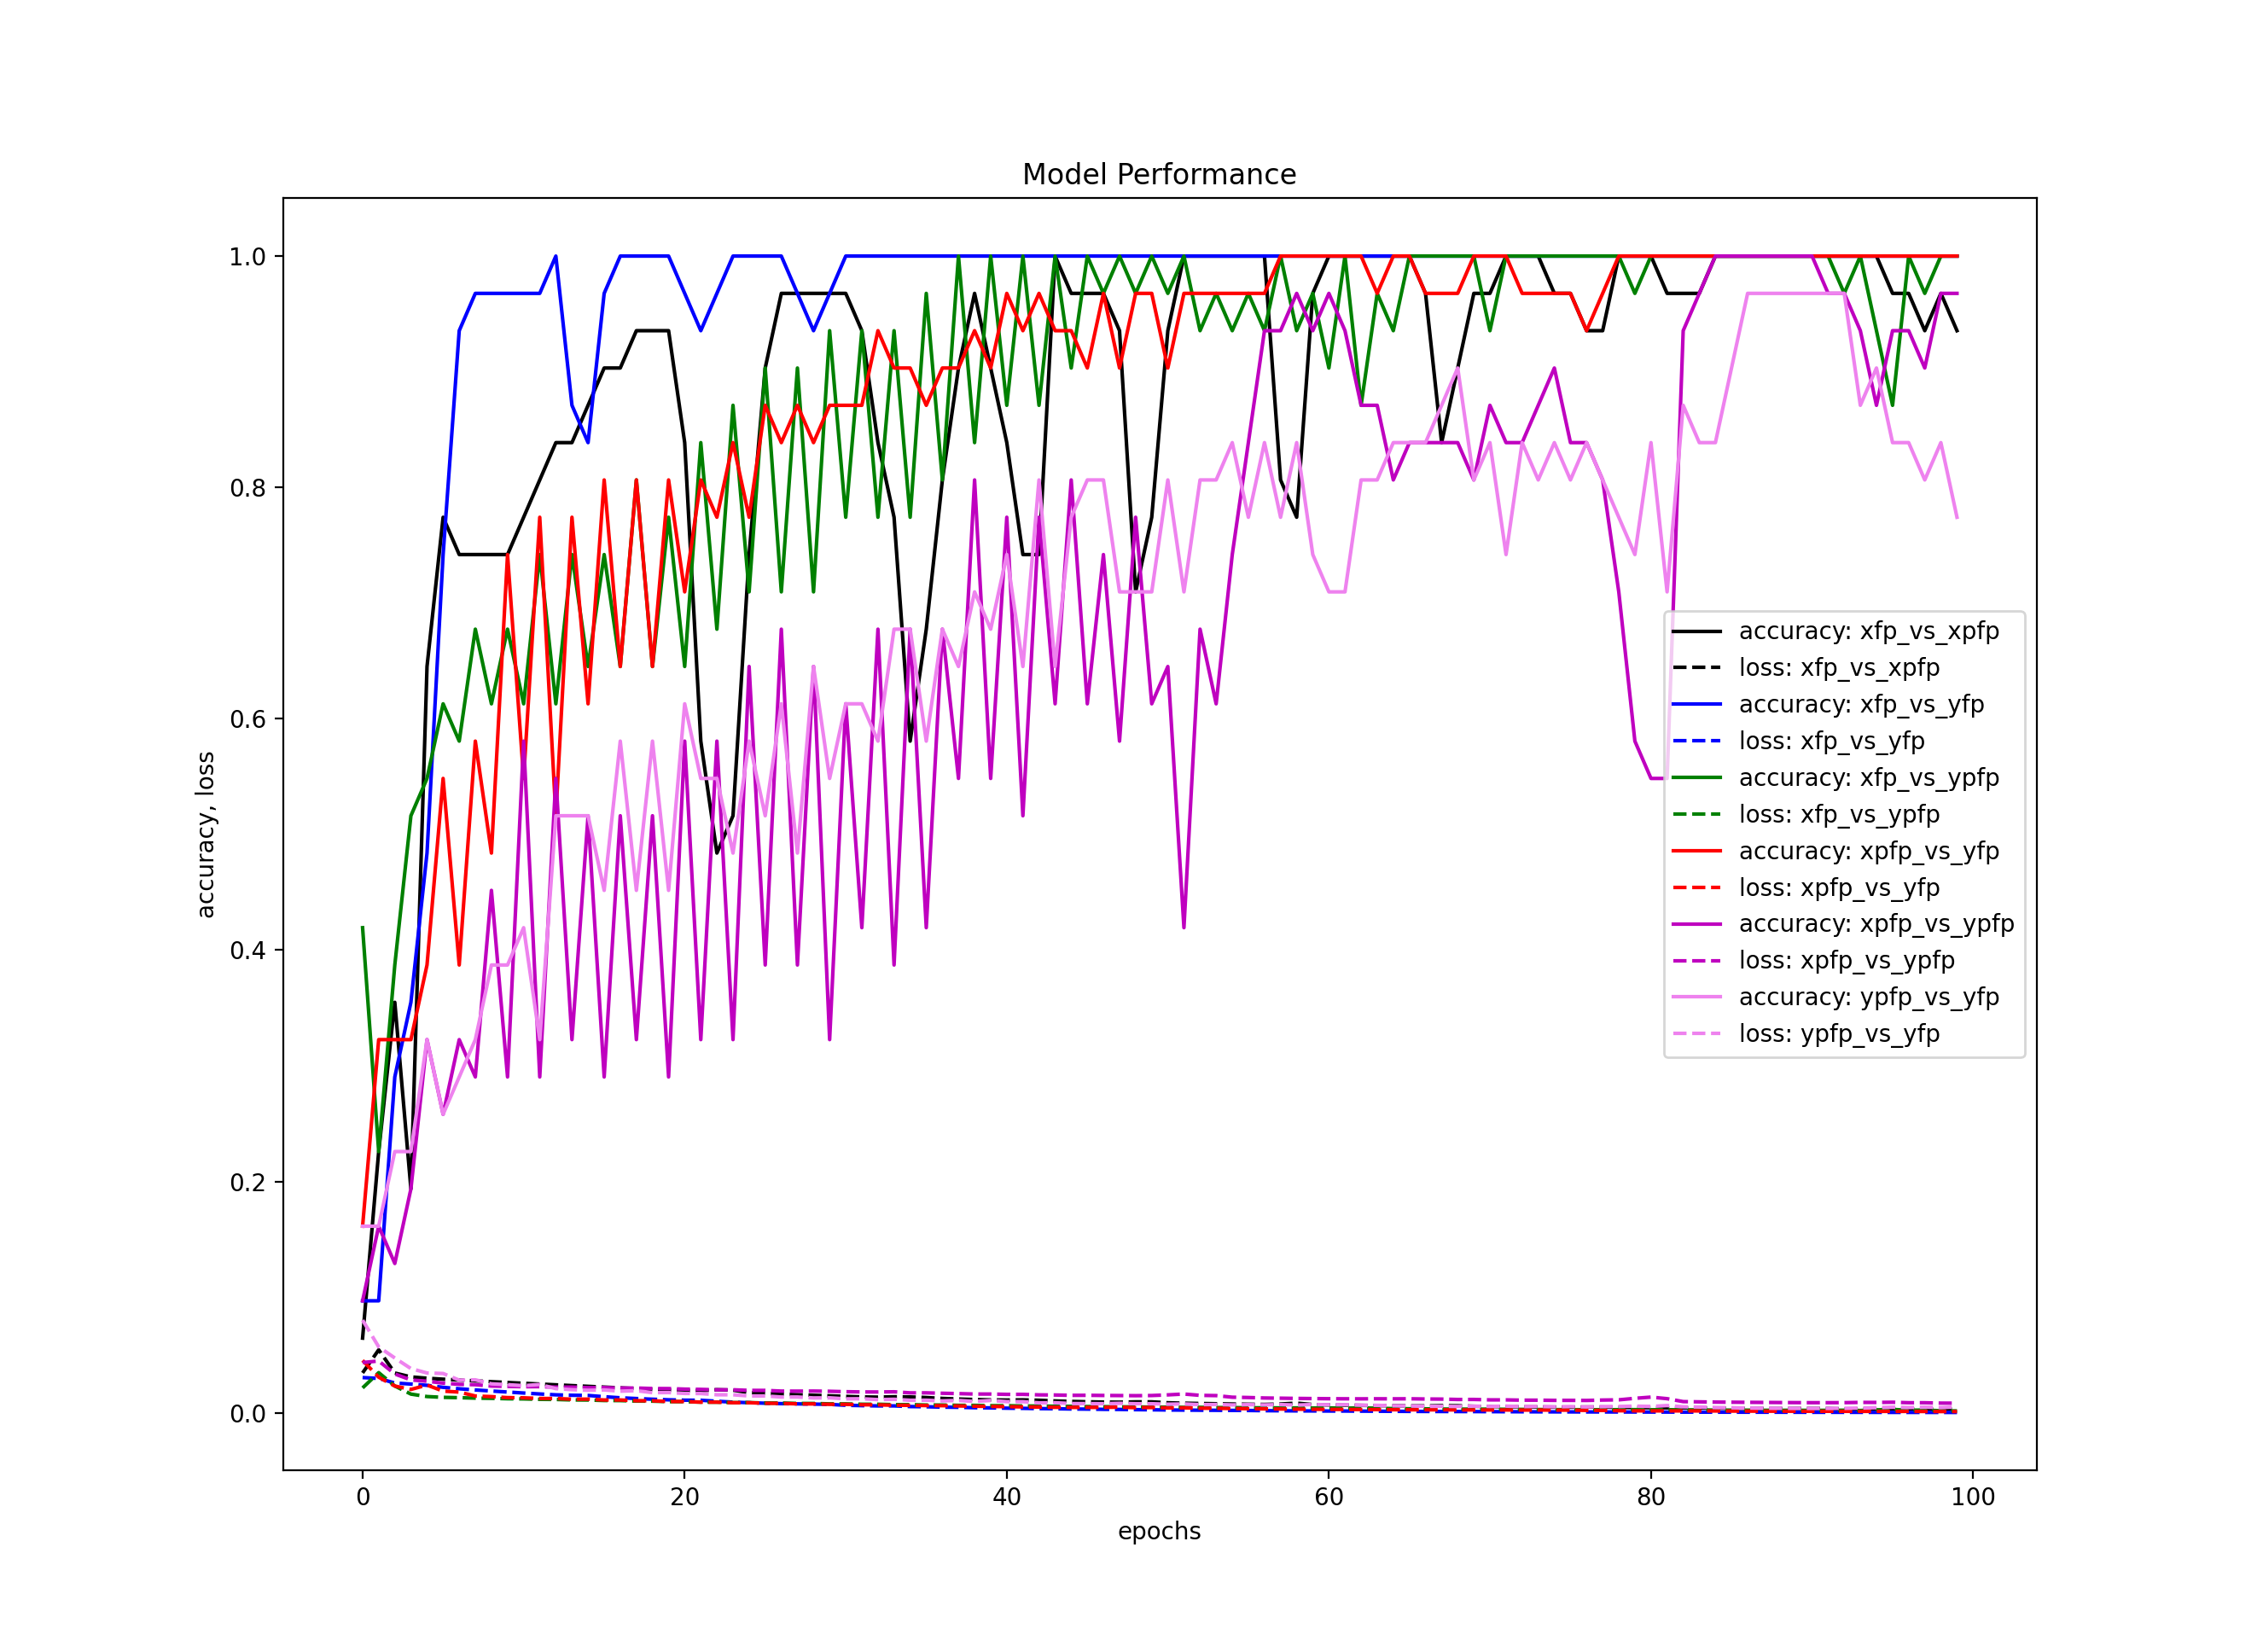 Model Performance
1.0
0.8
0.6
0.4
0.2
0.0
accuracy, loss
accuracy: xfp_vs_xpfp
loss: xfp_vs_xpfp
accuracy: xfp_vs_yfp
loss: xfp_vs_yfp
accuracy: xfp_vs_ypfp
loss: xfp_vs_ypfp
accuracy: xpfp_vs_yfp
loss: xpfp_vs_yfp
accuracy: xpfp_vs_ypfp
loss: xpfp_vs_ypfp
accuracy: ypfp_vs_yfp
loss: ypfp_vs_yfp
0 20 40 60 80 100
epochs